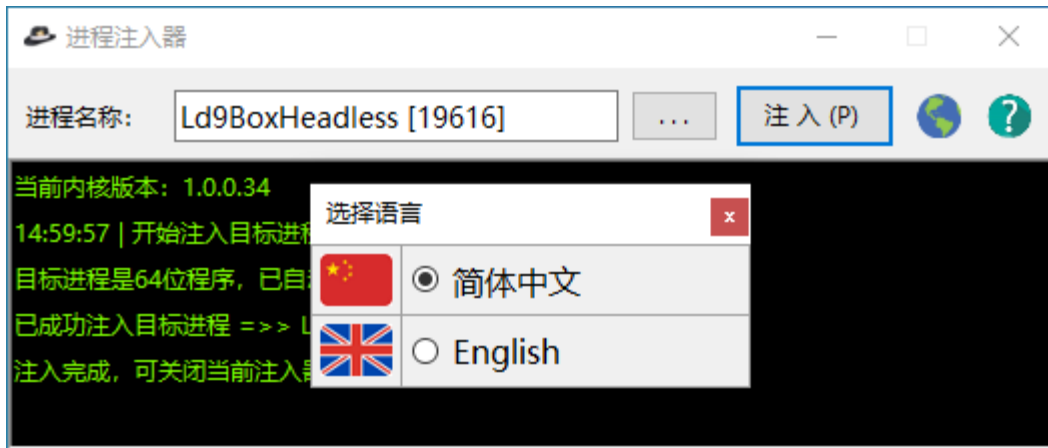 进程注入器
进程名称: Ld9BoxHeadless [19616] ... 注 入 (P)
当前内核版本: 1.0.0.34
14:59:57 | 开始注入目标进
目标进程是64位程序, 已自
已成功注入目标进程 =>> L
注入完成, 可关闭当前注入
选择语言
简体中文
English